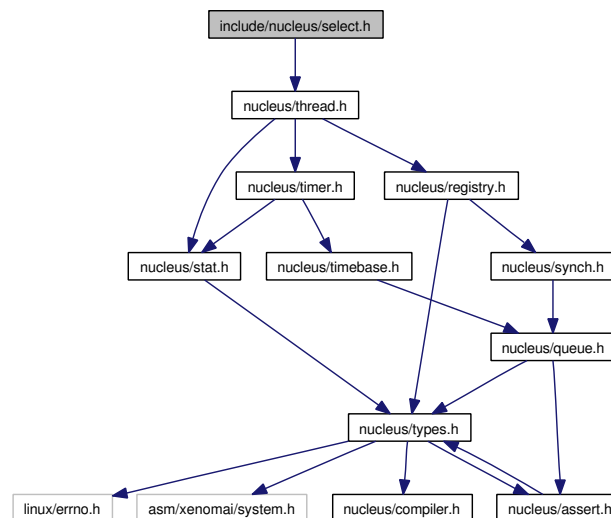 include/nucleus/select.h
nucleus/thread.h
nucleus/timer.h
nucleus/registry.h
nucleus/stat.h
nucleus/timebase.h
nucleus/synch.h
nucleus/queue.h
nucleus/types.h
linux/errno.h
asm/xenomai/system.h
nucleus/compiler.h
nucleus/assert.h